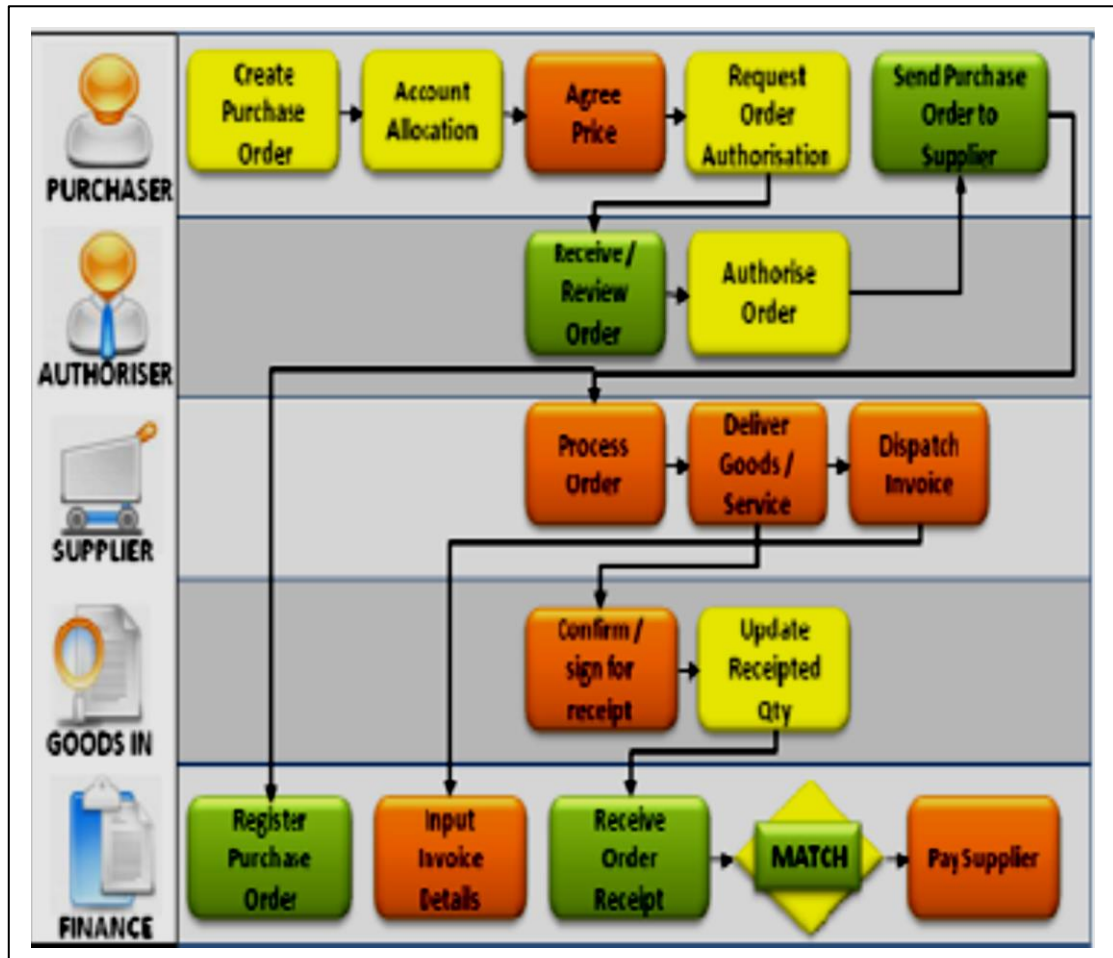 PURCHASER
Create
Purchase
Order
Account
Allocation
Agree
Price
Request
Order
Authorisation
Send Purchase
Order to
Supplier
AUTHORISER
Receive /
Review
Order
Authorise
Order
SUPPLIER
Process
Order
Deliver
Goods /
Service
Dispatch
Invoice
GOODS IN
Confirm /
sign for
receipt
Update
Receipted
Qty
FINANCE
Register
Purchase
Order
Input
Invoice
Details
Receive
Order
Receipt
MATCH
Pay Supplier